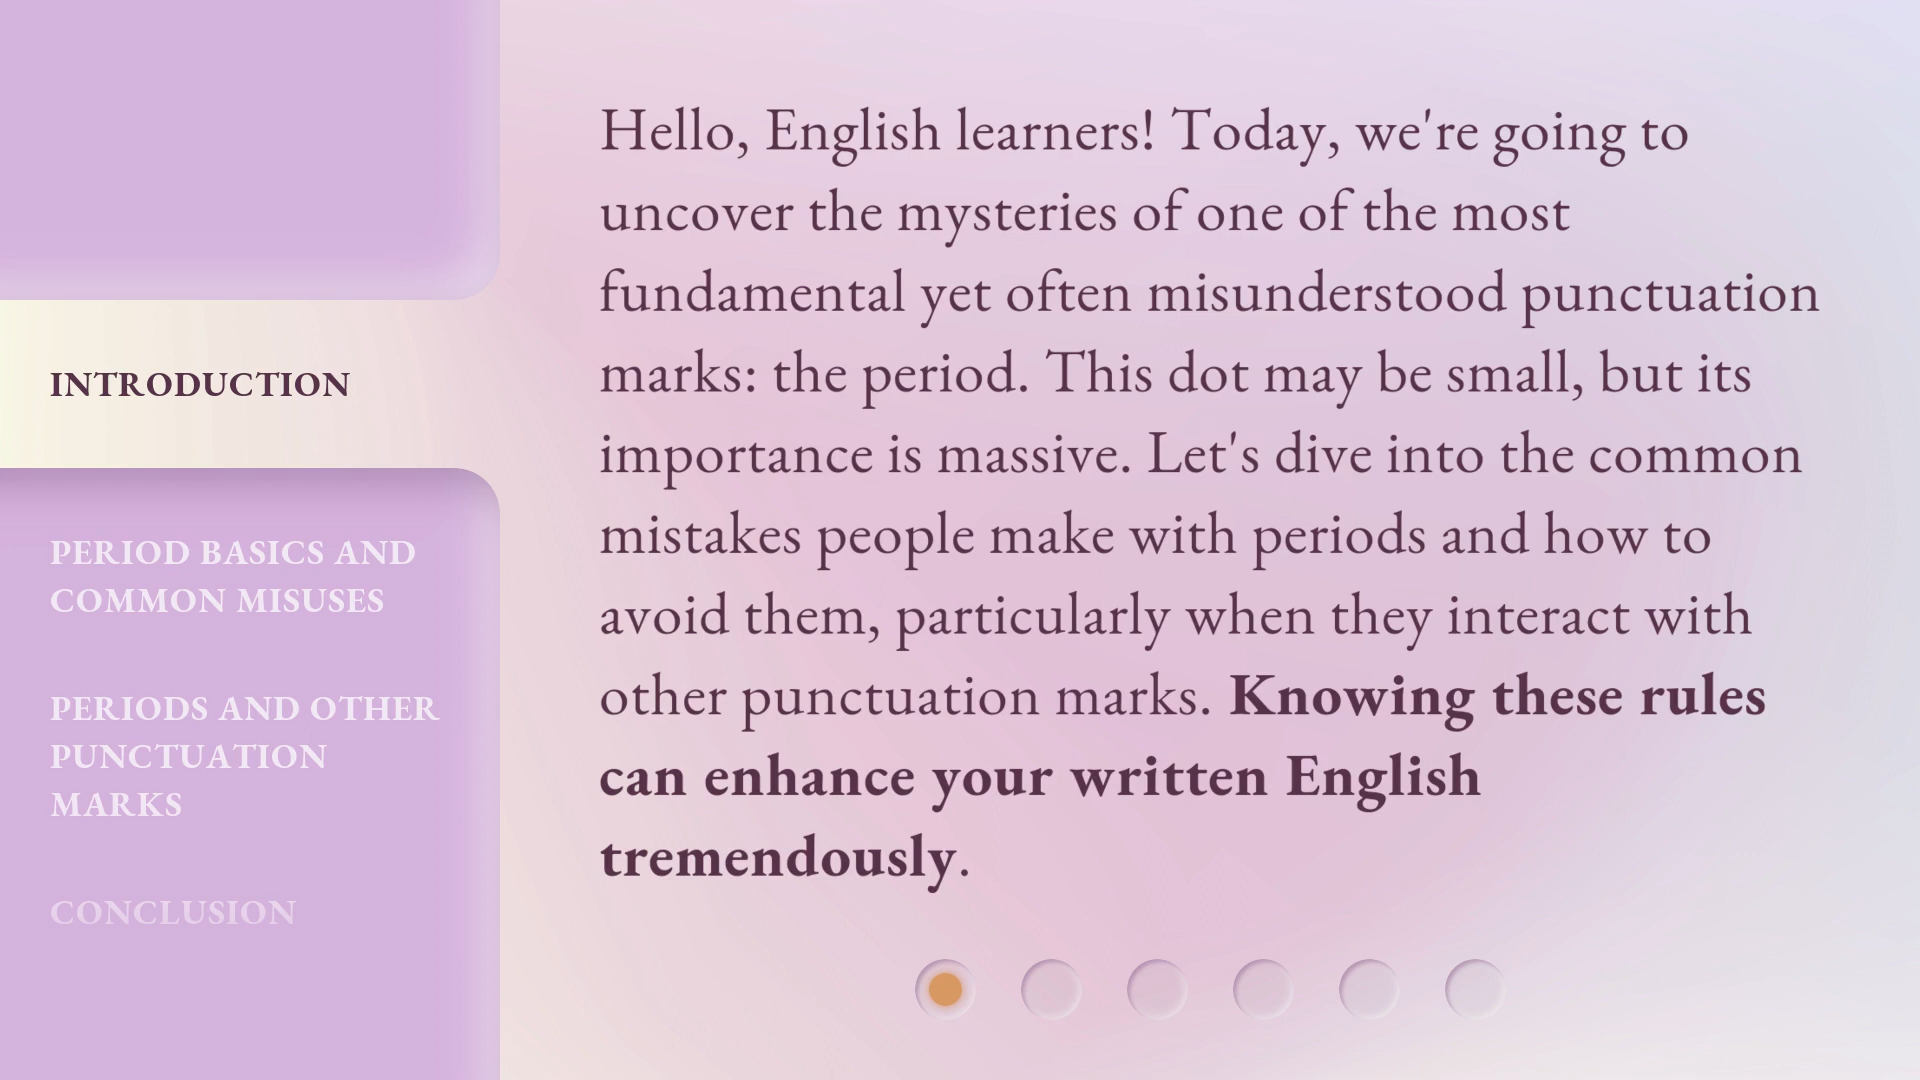 INTRODUCTION
PERIOD BASICS AND
COMMON MISUSES
PERIODS AND OTHER
PUNCTUATION
MARKS
CONCLUSION
Hello, English learners! Today, we're going to
uncover the mysteries of one of the most
fundamental yet often misunderstood punctuation
marks: the period. This dot may be small, but its
importance is massive. Let's dive into the common
mistakes people make with periods and how to
avoid them, particularly when they interact with
other punctuation marks. Knowing these rules
can enhance your written English
tremendously.